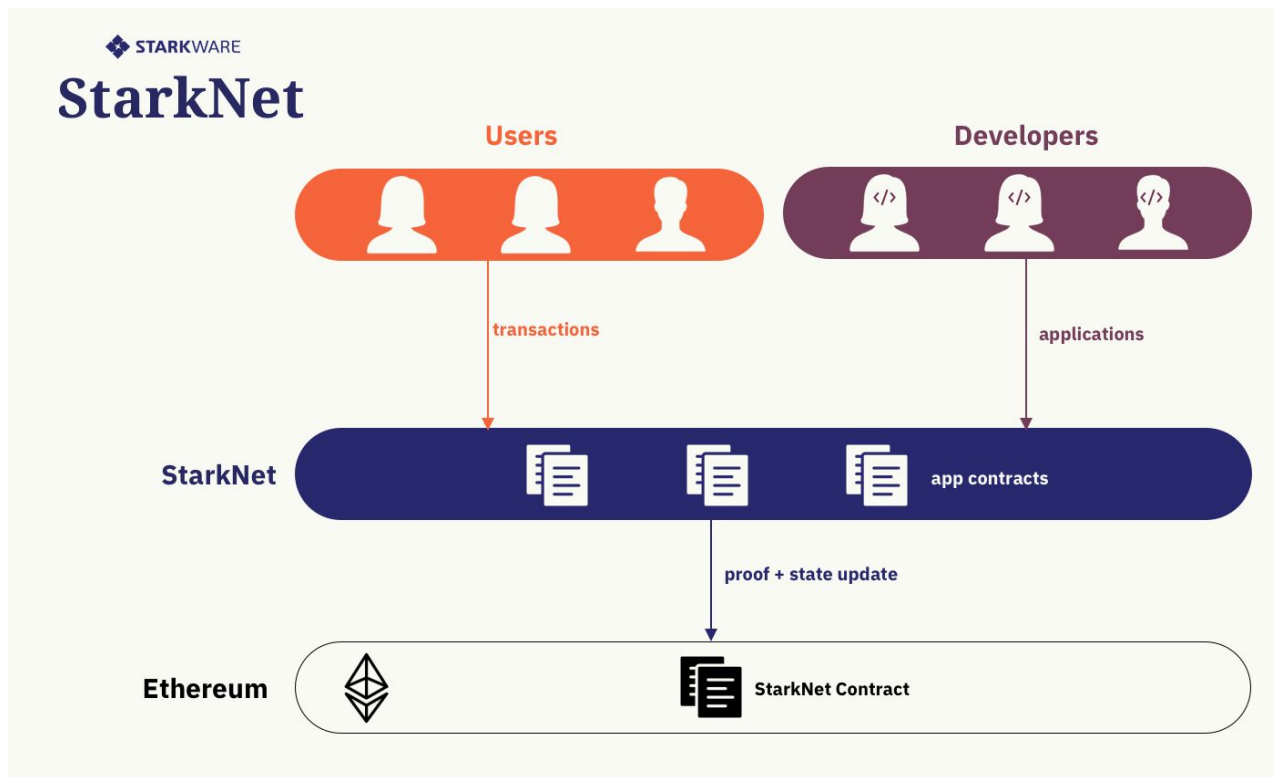 STARKWARE
StarkNet
Users
Developers
</>
</>
</>
transactions
applications
StarkNet
app contracts
proof + state update
Ethereum
StarkNet Contract